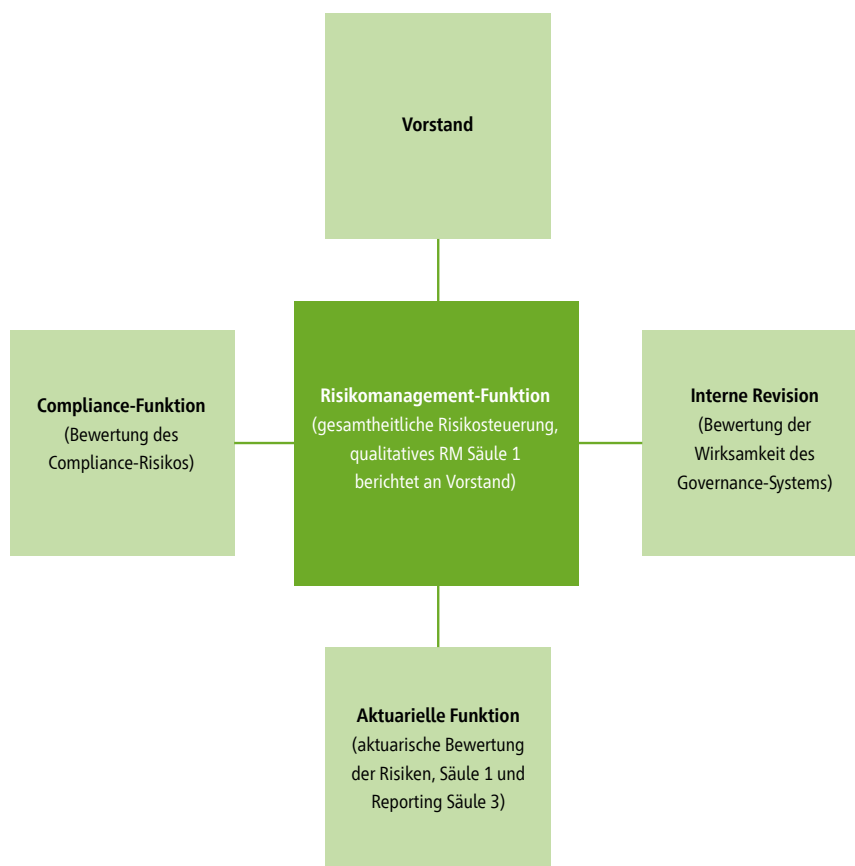 Vorstand
Compliance-Funktion
(Bewertung des
Compliance-Risikos)
Risikomanagement-Funktion
(gesamtheitliche Risikosteuerung,
qualitatives RM Säule 1
berichtet an Vorstand)
Interne Revision
(Bewertung der
Wirksamkeit des
Governance-Systems)
Aktuarielle Funktion
(aktuarische Bewertung
der Risiken, Säule 1 und
Reporting Säule 3)